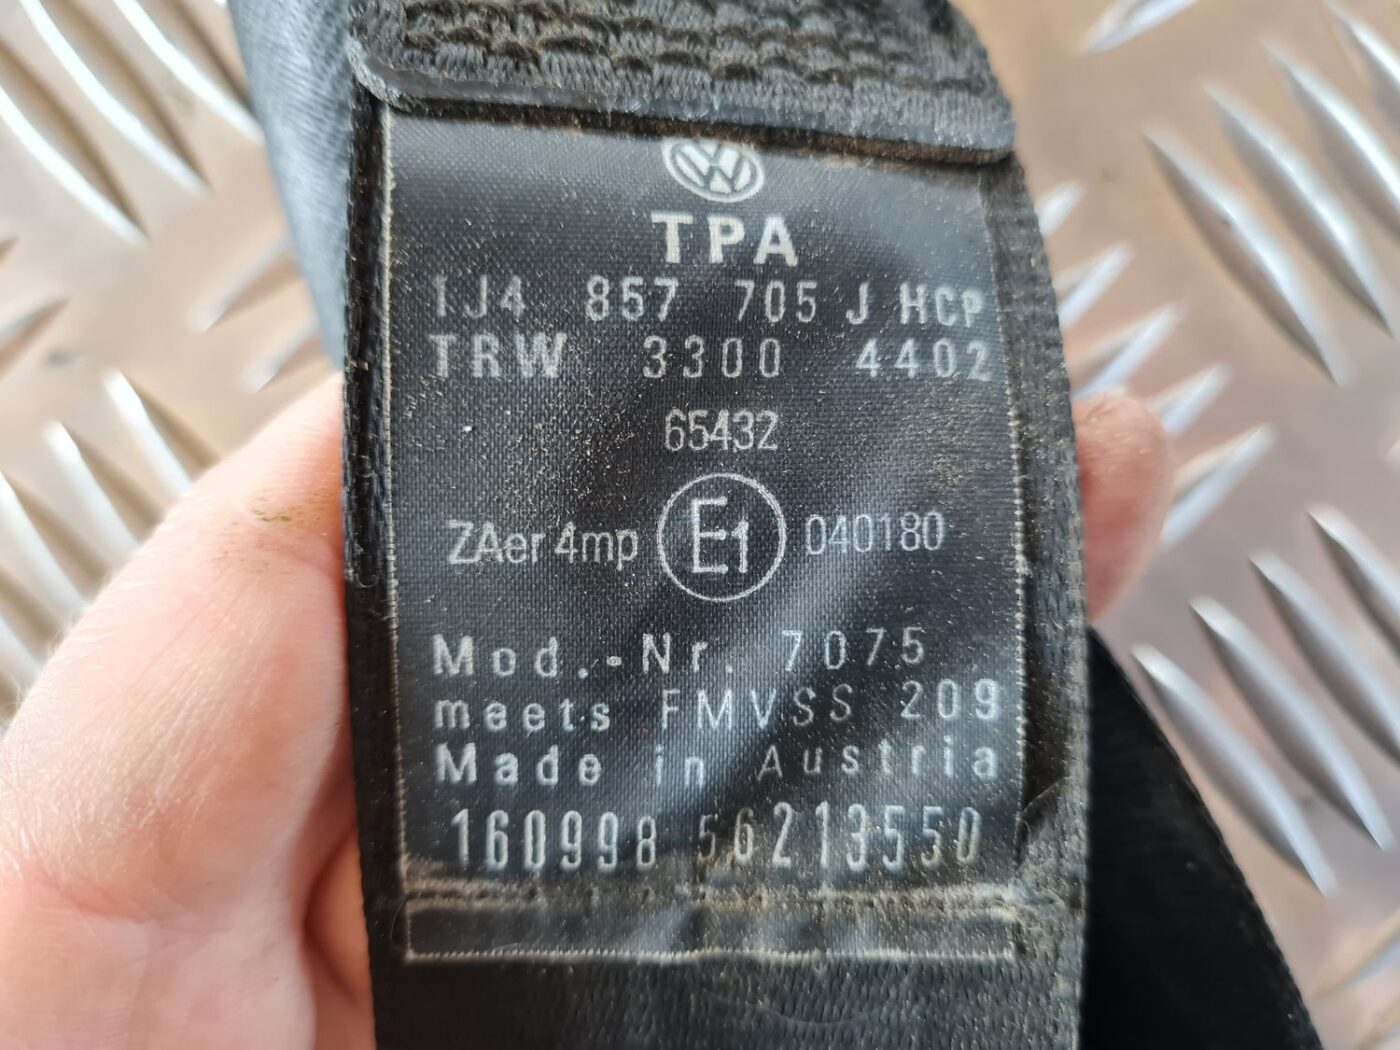 TPA
1J4 857 705 J HCP
TRW 3300 4402
65432
ZAer 4mp E1 040180
Mod.-Nr. 7075
meets FMVSS 209
Made in Austria
160998 56213550